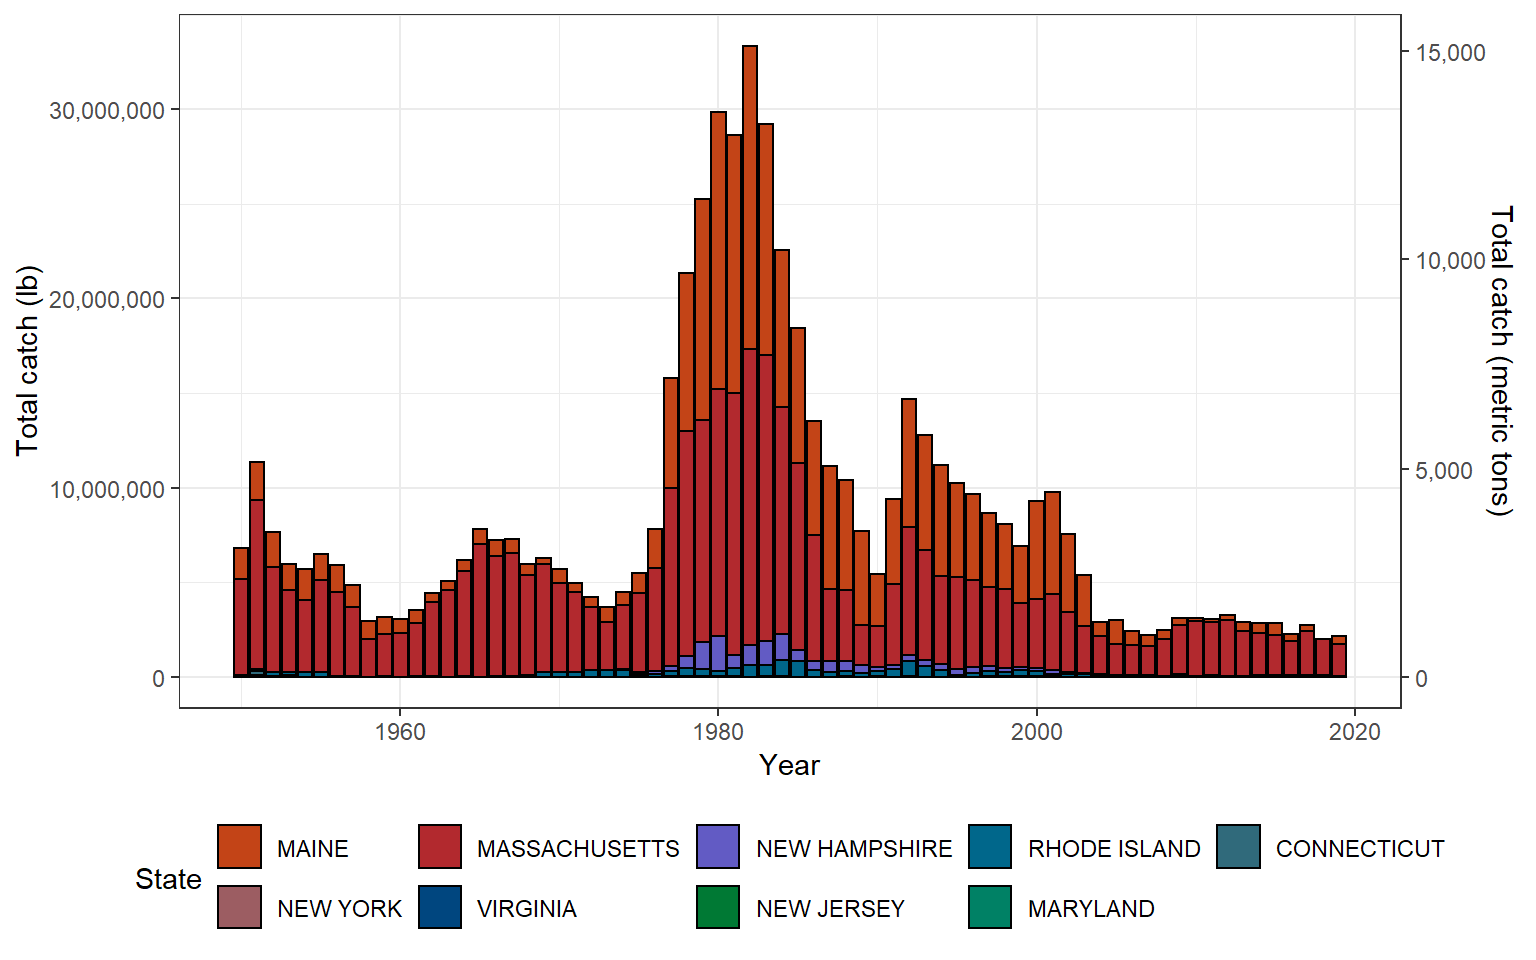 Total catch (lb)
30,000,000
20,000,000
10,000,000
0
15,000
10,000
5,000
0
Total catch (metric tons)
1960
1980
2000
2020
Year
State
MAINE
MASSACHUSETTS
NEW HAMPSHIRE
RHODE ISLAND
CONNECTICUT
NEW YORK
VIRGINIA
NEW JERSEY
MARYLAND